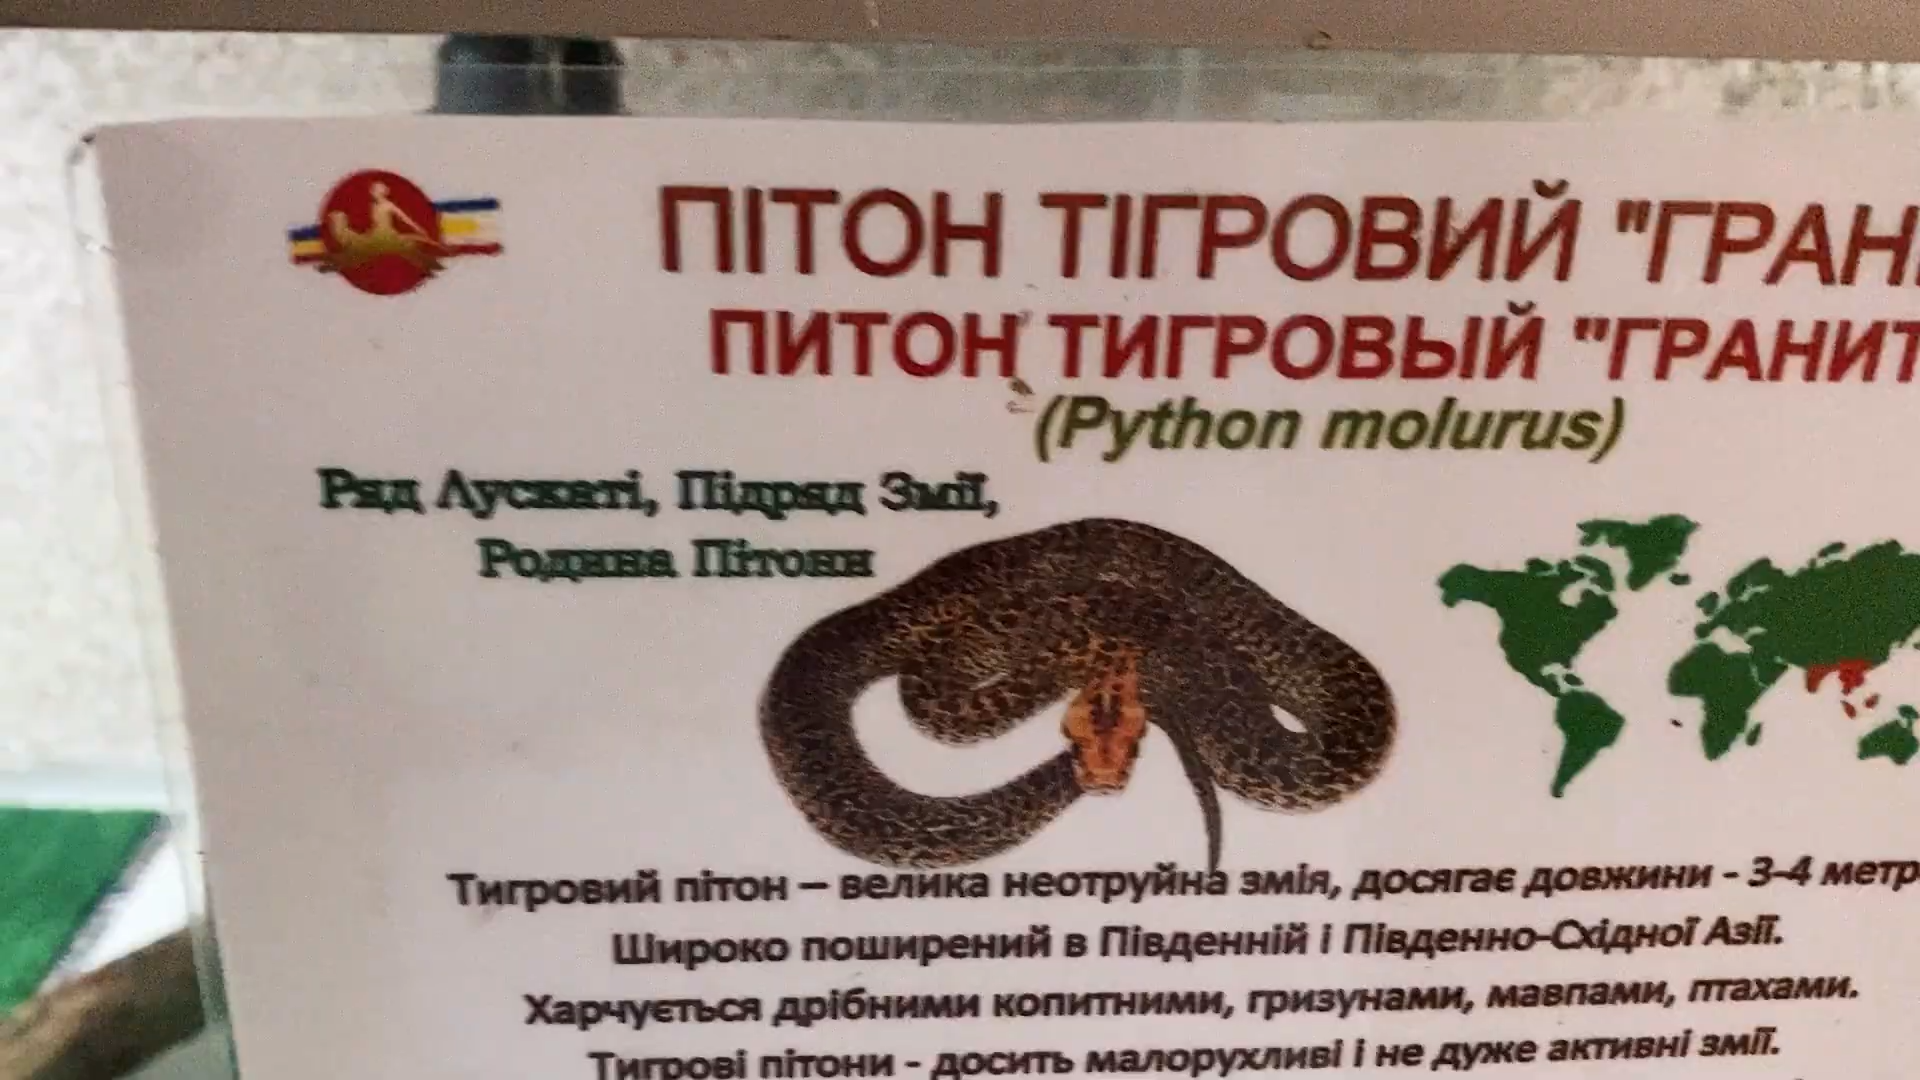 ПІТОН ТІГРОВИЙ "ГРАН
ПИТОН ТИГРОВЫЙ "ГРАНИТ
(Python molurus)
Ряд Лускаті, Підряд Змії,
Родина Пітони
Тигровий пітон – велика неотруйна змія, досягає довжини - 3-4 метр
Широко поширений в Південній і Південно-Східної Азії.
Харчується дрібними копитними, гризунами, мавпами, птахами.
Тигрові пітони - досить малорухливі і не дуже активні змії.